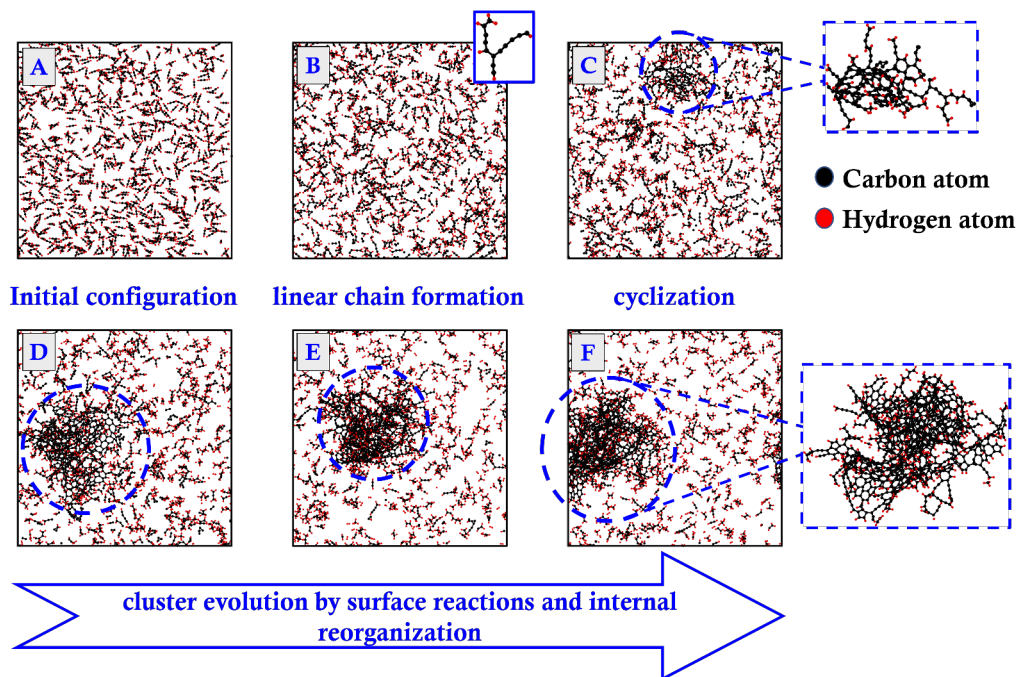 A
B
C
Carbon atom
Hydrogen atom
Initial configuration
linear chain formation
cyclization
D
E
F
cluster evolution by surface reactions and internal
reorganization